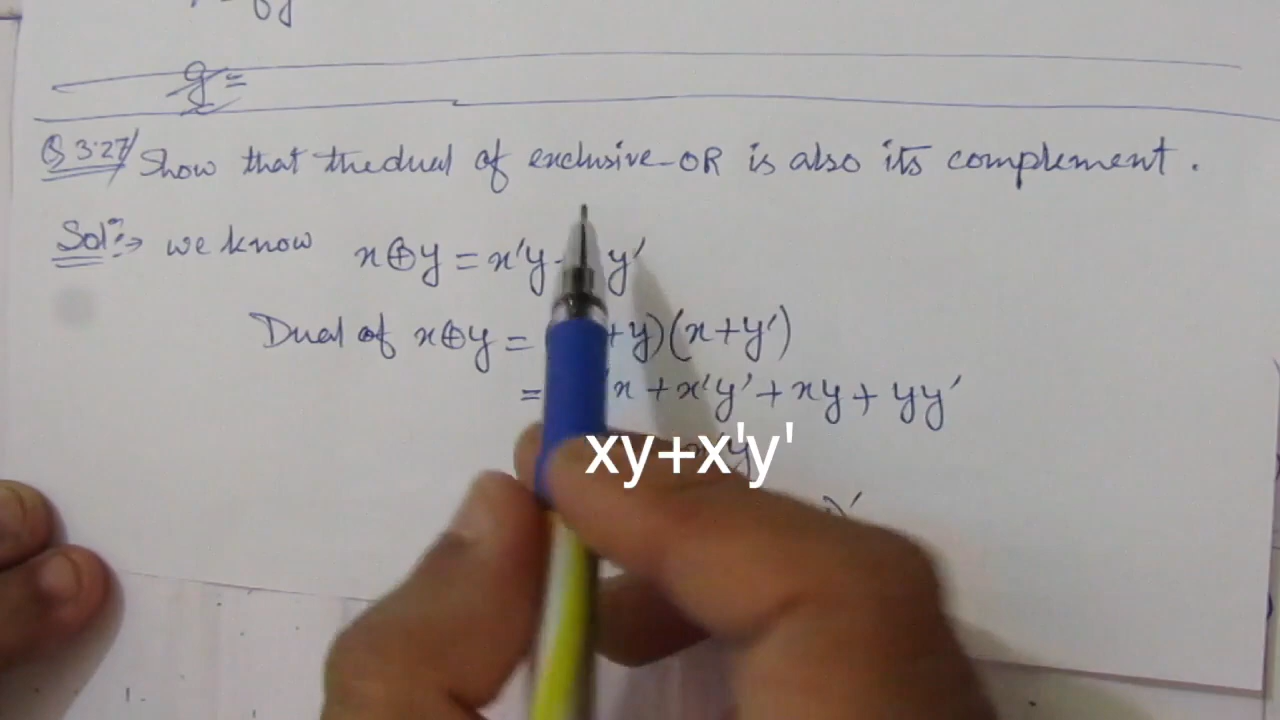 g =
Q 3.27/ Show that the dual of exclusive-OR is also its complement.
Solⁿ:→ we know x⊕y = x'y y'
Dual of x⊕y = +y)(x+y')
= 'x + x'y' + xy + yy'
xy+x'y'
)'